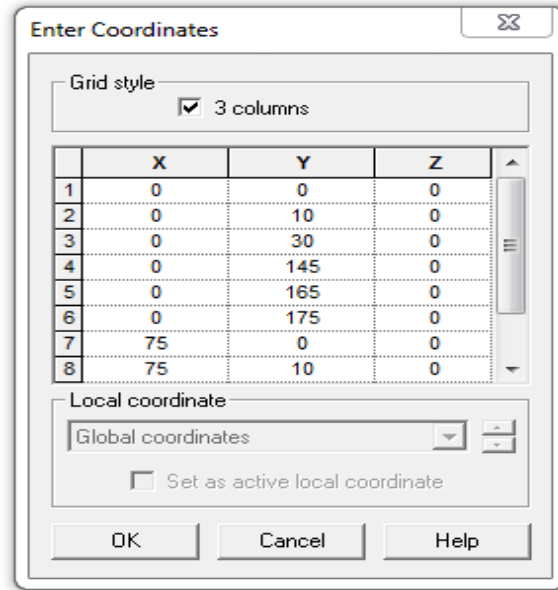 Enter Coordinates
Grid style
3 columns
X Y Z
1 0 0 0
2 0 10 0
3 0 30 0
4 0 145 0
5 0 165 0
6 0 175 0
7 75 0 0
8 75 10 0
Local coordinate
Global coordinates
Set as active local coordinate
OK Cancel Help